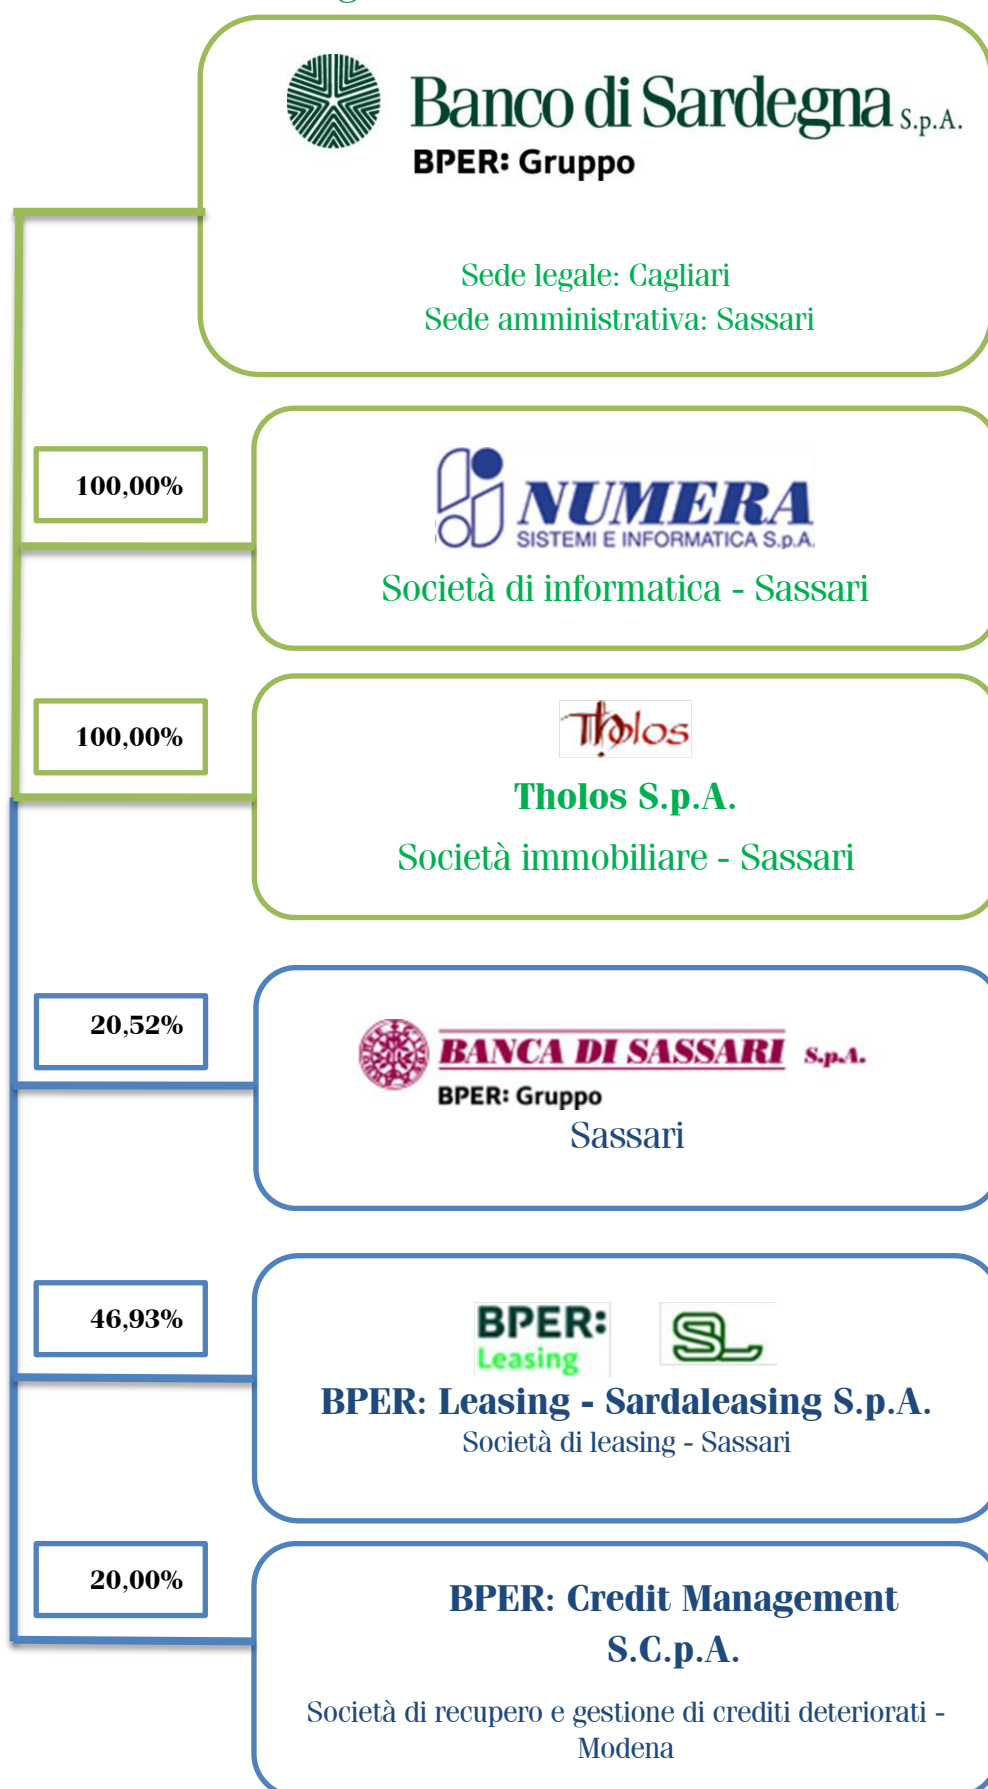 Banco di Sardegna S.p.A.
BPER: Gruppo
Sede legale: Cagliari
Sede amministrativa: Sassari
100,00%
NUMERA
SISTEMI E INFORMATICA S.p.A.
Società di informatica - Sassari
100,00%
Tholos
Tholos S.p.A.
Società immobiliare - Sassari
20,52%
BANCA DI SASSARI S.p.A.
BPER: Gruppo
Sassari
46,93%
BPER:
Leasing
SL
BPER: Leasing - Sardaleasing S.p.A.
Società di leasing - Sassari
20,00%
BPER: Credit Management
S.C.p.A.
Società di recupero e gestione di crediti deteriorati -
Modena